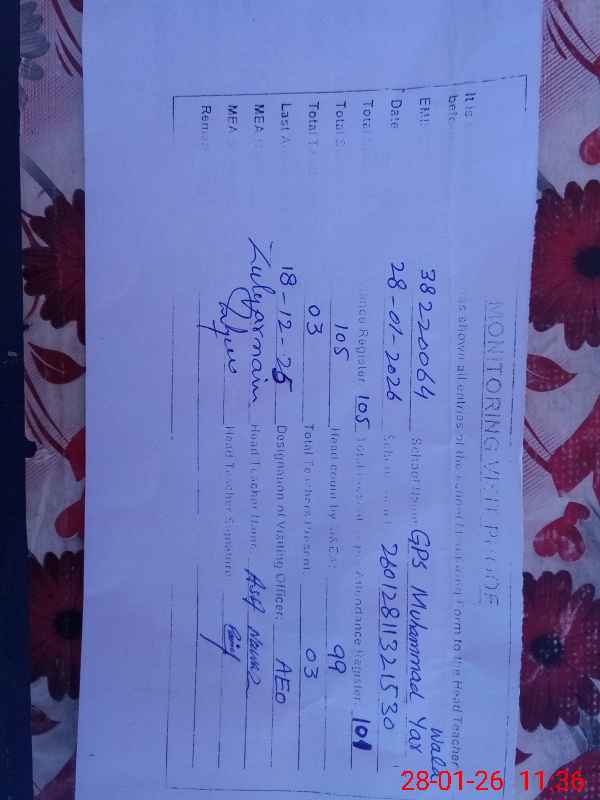 MONITORING VISIT PROOF
It is
as shown all entries of the School Monitoring Form to the Head Teacher
befo
EMI 38220064 School Name GPS Muhammad Yar
Wala
Date 28-01-2026 School 26012811321530
Total ance Register 105 Total Attendance Register. 101
Total S 105 Head count by 99
Total T 03 Total Teachers Present. 03
Last A 18-12-25 Designation of Visiting Officer. AEO
MEA Zulqarnain Head Teacher Name. Asif Nawaz
MEA Head Teacher Signature
Rema
28-01-26 11.36